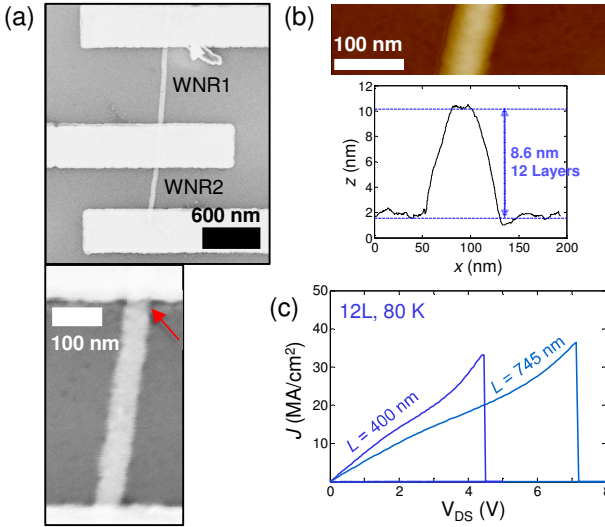 (a)
WNR1
WNR2
600 nm
100 nm
(b)
100 nm
12
10
8
6
4
2
0
z (nm)
8.6 nm
12 Layers
0 50 100 150 200
x (nm)
(c)
12L, 80 K
50
40
30
20
10
J (MA/cm²)
L = 400 nm
L = 745 nm
0 2 4 6 8
V_DS (V)